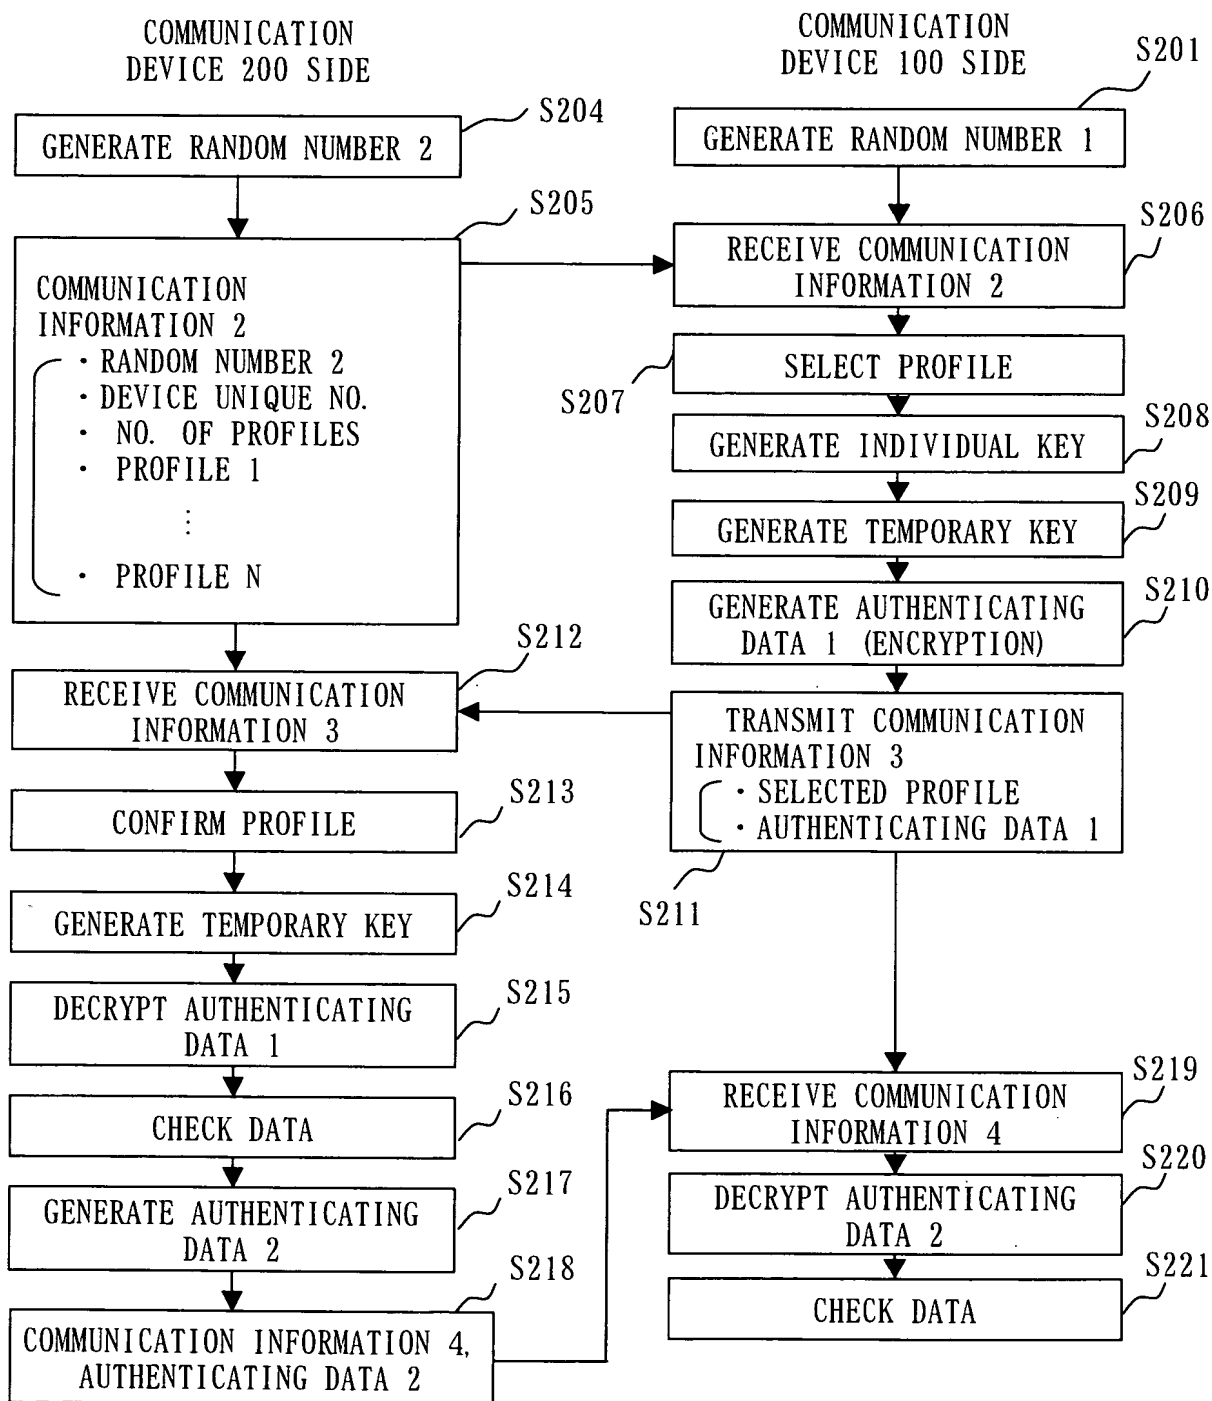 COMMUNICATION
DEVICE 200 SIDE
S204
GENERATE RANDOM NUMBER 2
S205
COMMUNICATION
INFORMATION 2
· RANDOM NUMBER 2
· DEVICE UNIQUE NO.
· NO. OF PROFILES
· PROFILE 1
⋮
· PROFILE N
S212
RECEIVE COMMUNICATION
INFORMATION 3
S213
CONFIRM PROFILE
S214
GENERATE TEMPORARY KEY
S215
DECRYPT AUTHENTICATING
DATA 1
S216
CHECK DATA
S217
GENERATE AUTHENTICATING
DATA 2
S218
COMMUNICATION INFORMATION 4,
AUTHENTICATING DATA 2
COMMUNICATION
DEVICE 100 SIDE
S201
GENERATE RANDOM NUMBER 1
S206
RECEIVE COMMUNICATION
INFORMATION 2
SELECT PROFILE
S207
S208
GENERATE INDIVIDUAL KEY
S209
GENERATE TEMPORARY KEY
S210
GENERATE AUTHENTICATING
DATA 1 (ENCRYPTION)
TRANSMIT COMMUNICATION
INFORMATION 3
· SELECTED PROFILE
· AUTHENTICATING DATA 1
S211
S219
RECEIVE COMMUNICATION
INFORMATION 4
S220
DECRYPT AUTHENTICATING
DATA 2
S221
CHECK DATA